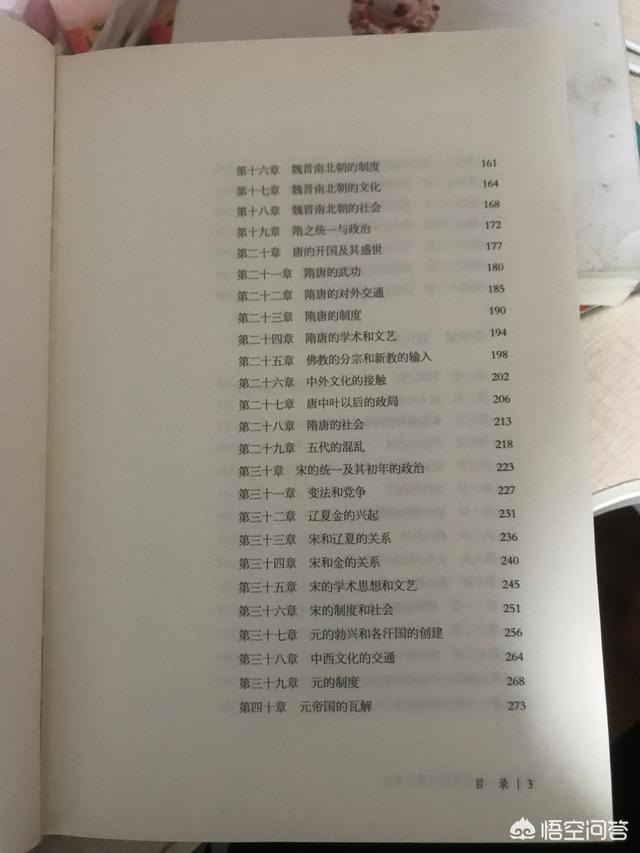 第十六章 魏晋南北朝的制度 161
第十七章 魏晋南北朝的文化 164
第十八章 魏晋南北朝的社会 168
第十九章 隋之统一与政治 172
第二十章 唐的开国及其盛世 177
第二十一章 隋唐的武功 180
第二十二章 隋唐的对外交通 185
第二十三章 隋唐的制度 190
第二十四章 隋唐的学术和文艺 194
第二十五章 佛教的分宗和新教的输入 198
第二十六章 中外文化的接触 202
第二十七章 唐中叶以后的政局 206
第二十八章 隋唐的社会 213
第二十九章 五代的混乱 218
第三十章 宋的统一及其初年的政治 223
第三十一章 变法和党争 227
第三十二章 辽夏金的兴起 231
第三十三章 宋和辽夏的关系 236
第三十四章 宋和金的关系 240
第三十五章 宋的学术思想和文艺 245
第三十六章 宋的制度和社会 251
第三十七章 元的勃兴和各汗国的创建 256
第三十八章 中西文化的交通 264
第三十九章 元的制度 268
第四十章 元帝国的瓦解 273
目 录 | 3
悟空问答